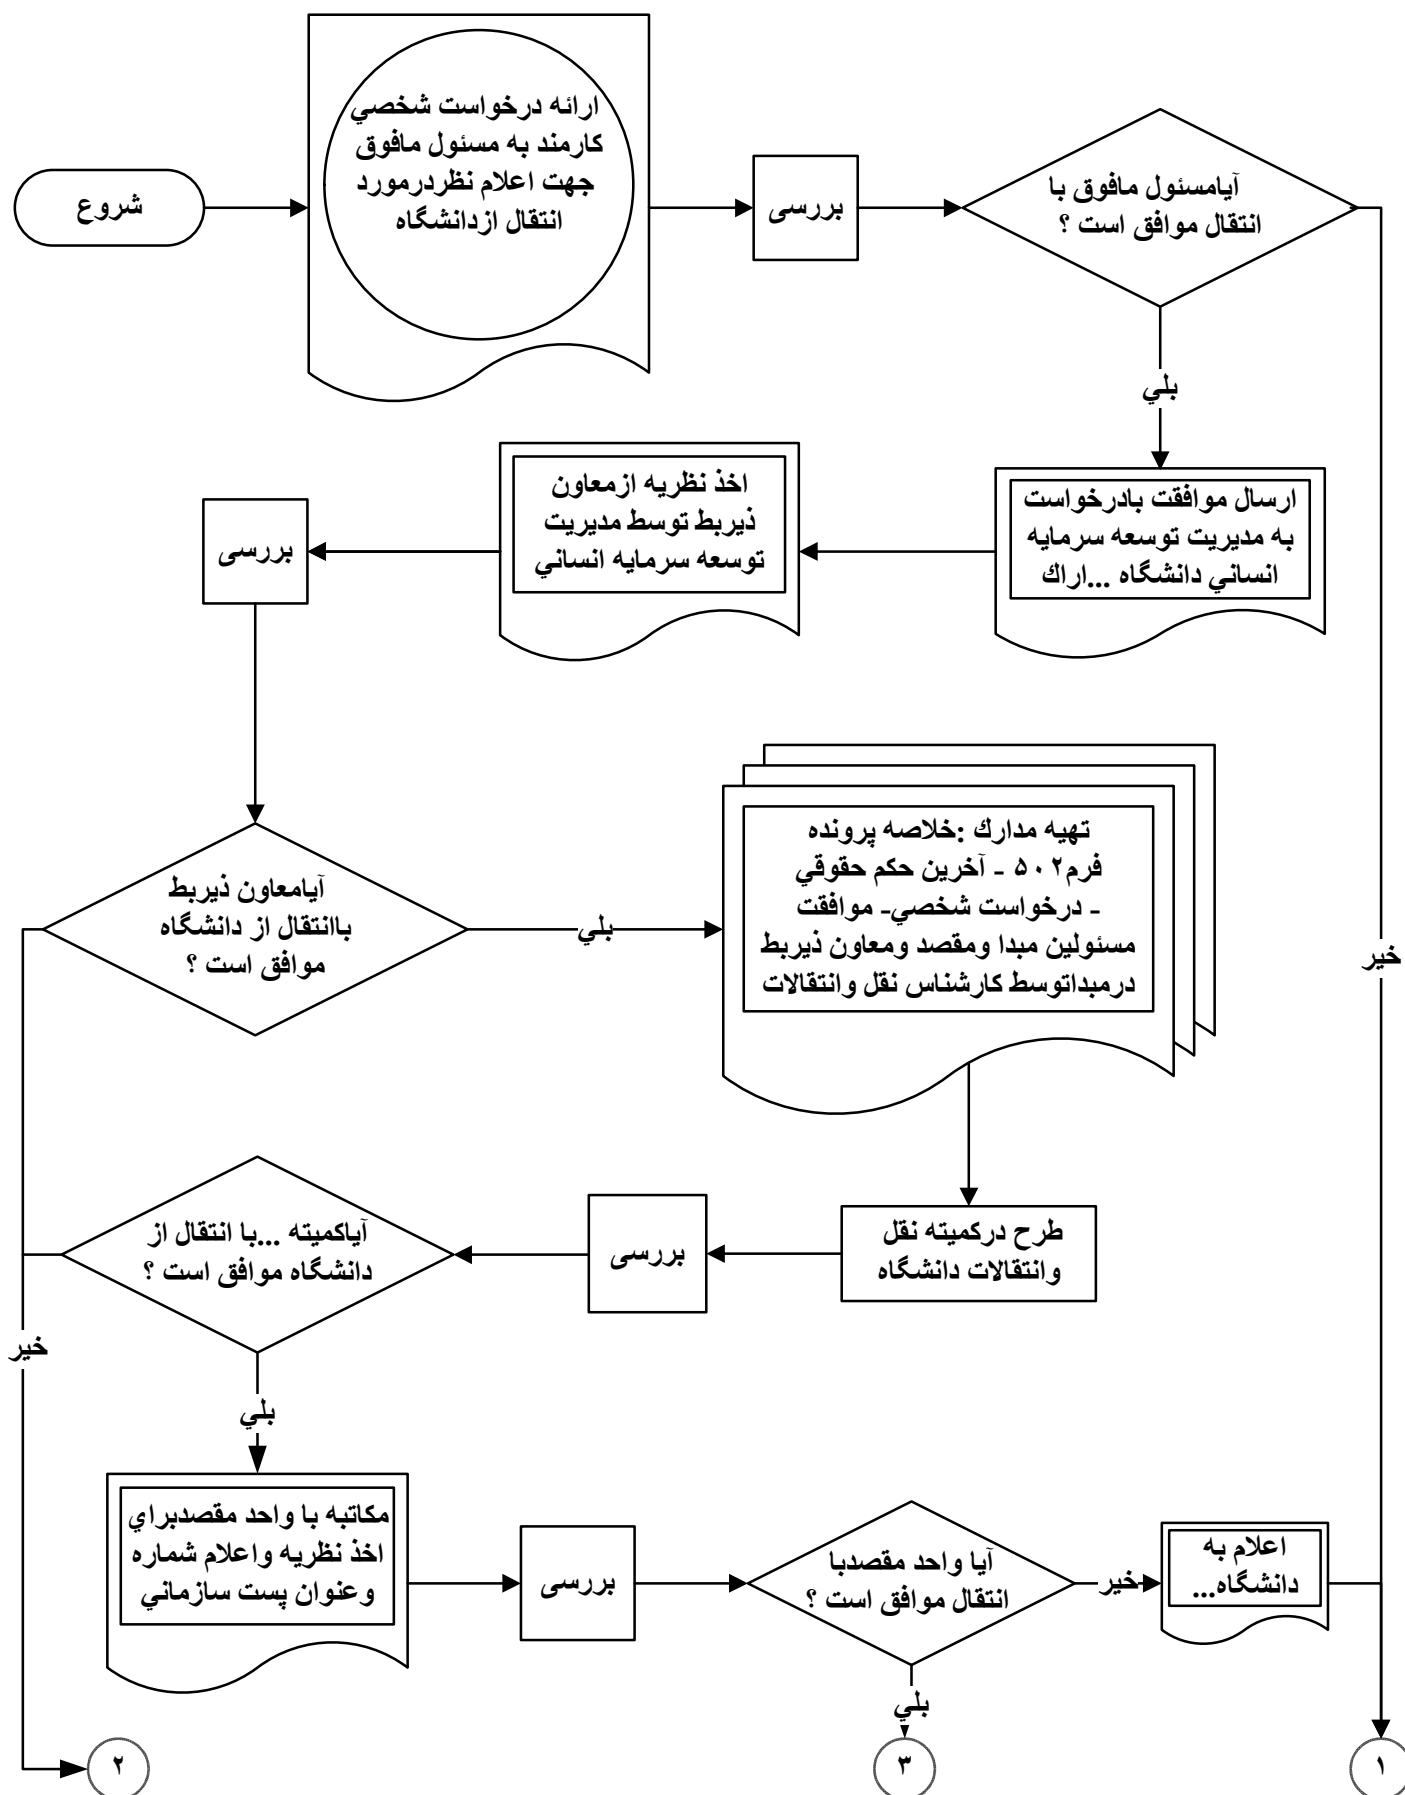 شروع
ارائه درخواست شخصي
كارمند به مسئول مافوق
جهت اعلام نظردرمورد
انتقال ازدانشگاه
بررسی
آيامسئول مافوق با
انتقال موافق است ؟
بلي
خير
ارسال موافقت بادرخواست
به مديريت توسعه سرمايه
انساني دانشگاه ...اراك
اخذ نظريه ازمعاون
ذيربط توسط مديريت
توسعه سرمايه انساني
بررسی
آيامعاون ذيربط
باانتقال از دانشگاه
موافق است ؟
بلي
خير
تهيه مدارك :خلاصه پرونده
فرم۵۰۲ - آخرين حكم حقوقي
- درخواست شخصي- موافقت
مسئولين مبدا ومقصد ومعاون ذيربط
درمبداتوسط كارشناس نقل وانتقالات
طرح دركميته نقل
وانتقالات دانشگاه
بررسی
آياكميته ...با انتقال از
دانشگاه موافق است ؟
بلي
مكاتبه با واحد مقصدبراي
اخذ نظريه واعلام شماره
وعنوان پست سازماني
بررسی
آيا واحد مقصدبا
انتقال موافق است ؟
خير
اعلام به
دانشگاه...
بلي
۲
۳
۱